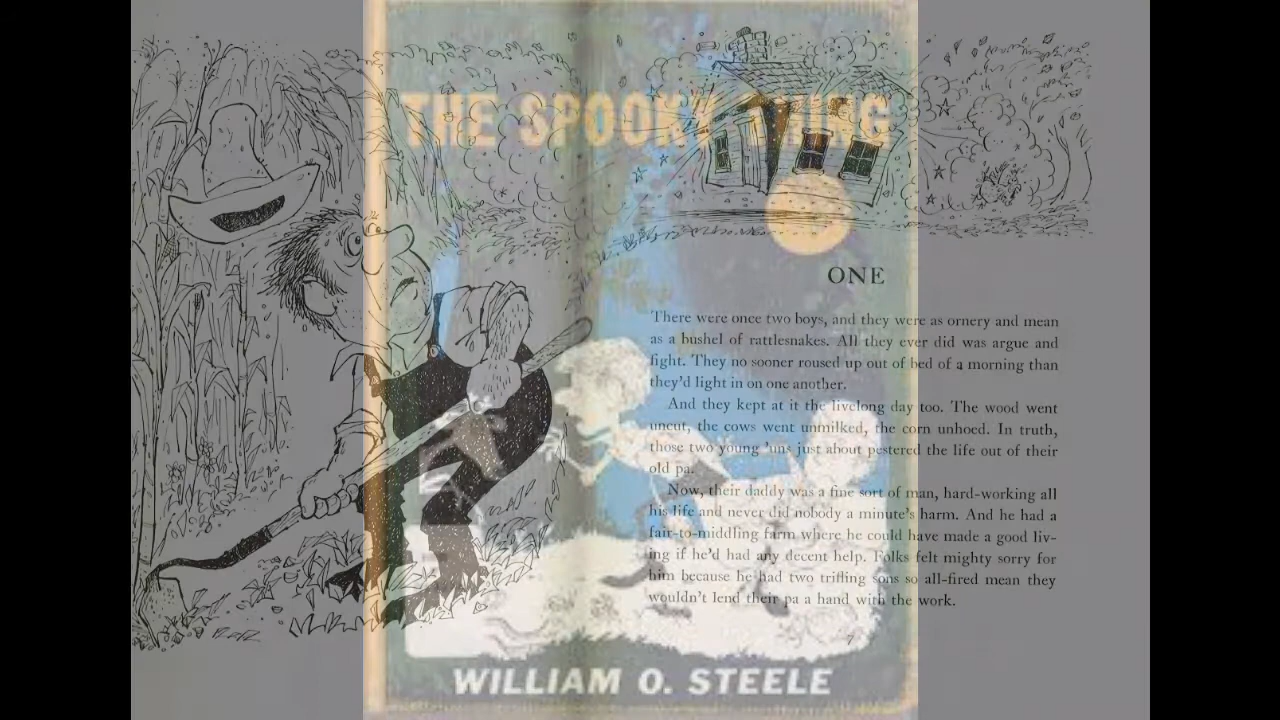 THE SPOOKY THING
ONE
There were once two boys, and they were as ornery and mean
as a bushel of rattlesnakes. All they ever did was argue and
fight. They no sooner roused up out of bed of a morning than
they'd light in on one another.
And they kept at it the livelong day too. The wood went
uncut, the cows went unmilked, the corn unhoed. In truth,
those two young 'uns just about pestered the life out of their
old pa.
Now, their daddy was a fine sort of man, hard-working all
his life and never did nobody a minute's harm. And he had a
fair-to-middling farm where he could have made a good liv-
ing if he'd had any decent help. Folks felt mighty sorry for
him because he had two trifling sons so all-fired mean they
wouldn't lend their pa a hand with the work.
7
WILLIAM O. STEELE